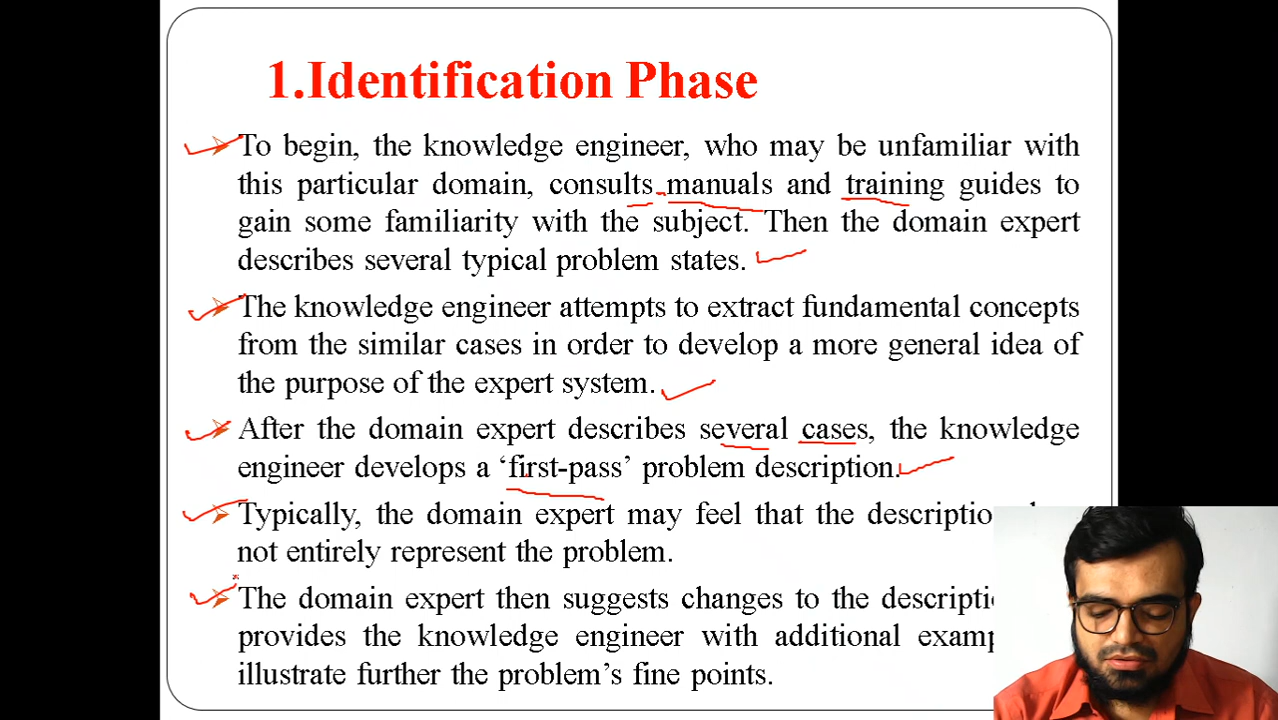 1.Identification Phase
To begin, the knowledge engineer, who may be unfamiliar with
this particular domain, consults manuals and training guides to
gain some familiarity with the subject. Then the domain expert
describes several typical problem states.
The knowledge engineer attempts to extract fundamental concepts
from the similar cases in order to develop a more general idea of
the purpose of the expert system.
After the domain expert describes several cases, the knowledge
engineer develops a ‘first-pass’ problem description.
Typically, the domain expert may feel that the
not entirely represent the problem.
The domain expert then suggests changes to the
provides the knowledge engineer with additional
illustrate further the problem’s fine points.